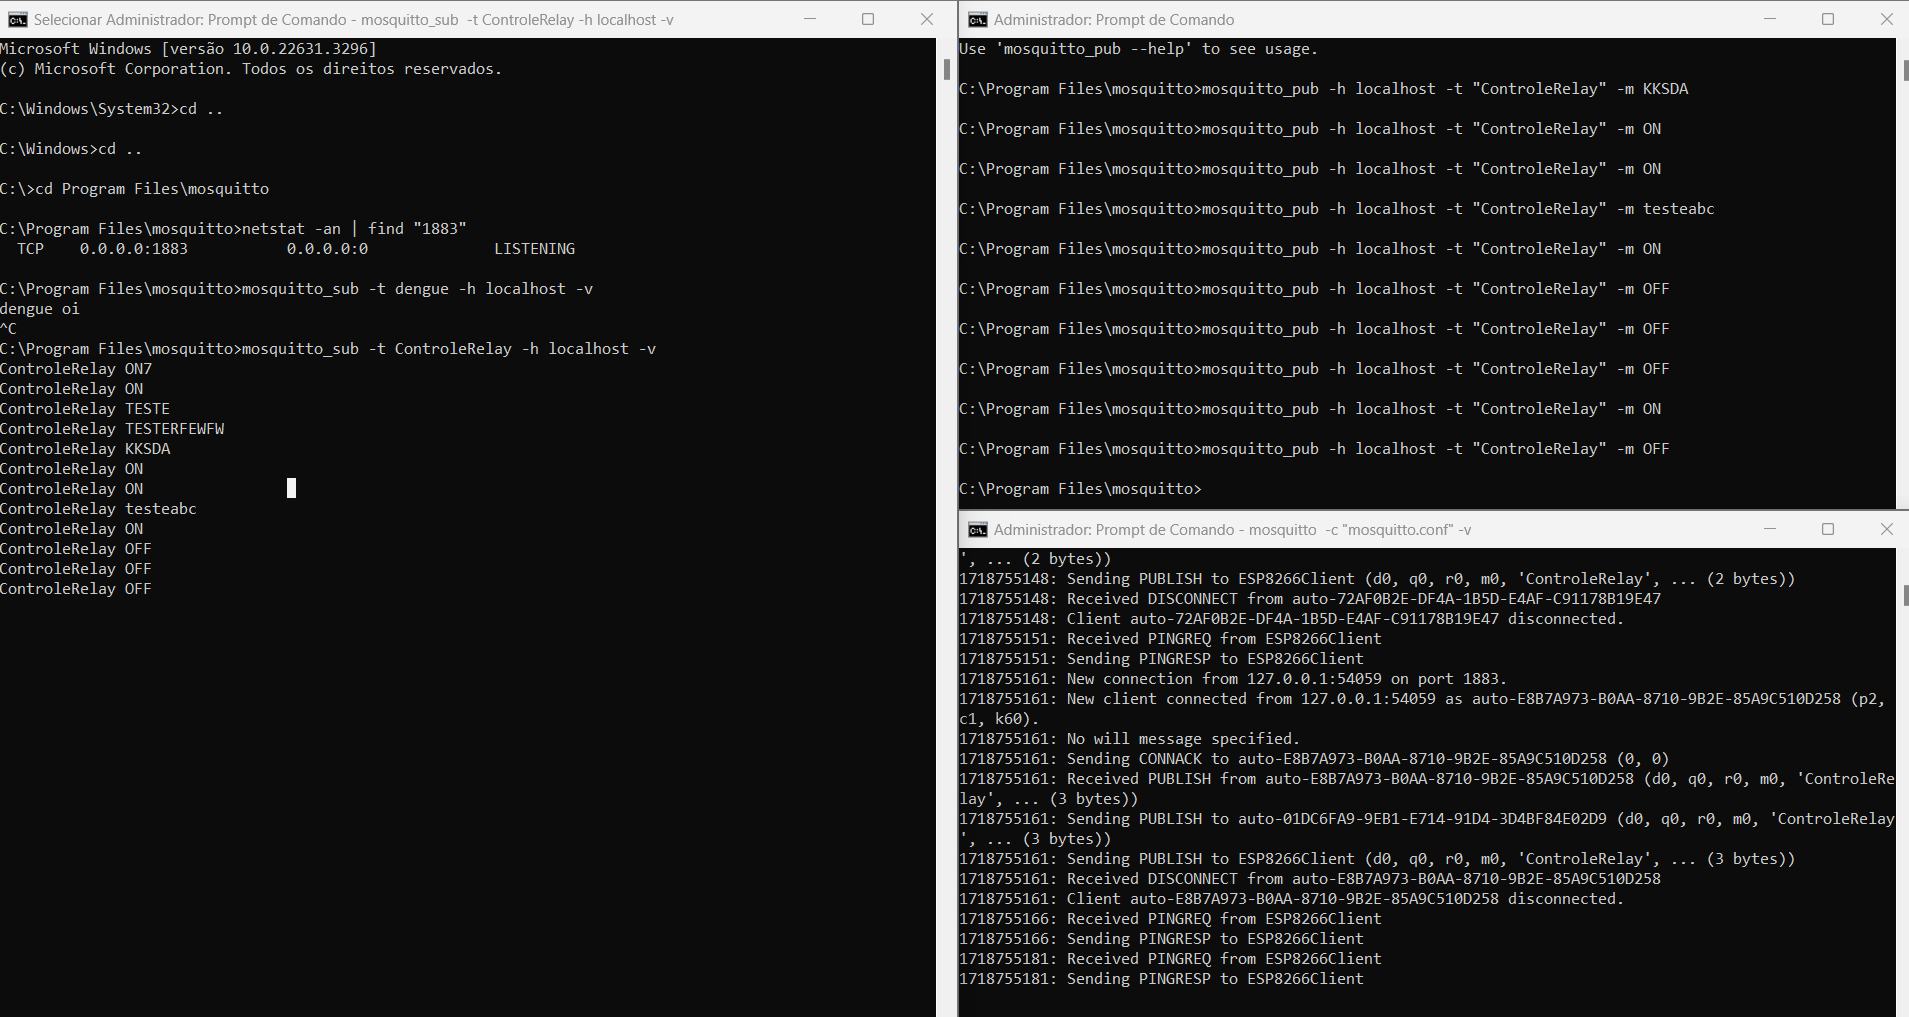 Selecionar Administrador: Prompt de Comando - mosquitto_sub  -t ControleRelay -h localhost -v
Microsoft Windows [versão 10.0.22631.3296]
(c) Microsoft Corporation. Todos os direitos reservados.
C:\Windows\System32>cd ..
C:\Windows>cd ..
C:\>cd Program Files\mosquitto
C:\Program Files\mosquitto>netstat -an | find "1883"
  TCP    0.0.0.0:1883           0.0.0.0:0              LISTENING
C:\Program Files\mosquitto>mosquitto_sub -t dengue -h localhost -v
dengue oi
^C
C:\Program Files\mosquitto>mosquitto_sub -t ControleRelay -h localhost -v
ControleRelay ON7
ControleRelay ON
ControleRelay TESTE
ControleRelay TESTERFEWFW
ControleRelay KKSDA
ControleRelay ON
ControleRelay ON
ControleRelay testeabc
ControleRelay ON
ControleRelay OFF
ControleRelay OFF
ControleRelay OFF
Administrador: Prompt de Comando
Use 'mosquitto_pub --help' to see usage.
C:\Program Files\mosquitto>mosquitto_pub -h localhost -t "ControleRelay" -m KKSDA
C:\Program Files\mosquitto>mosquitto_pub -h localhost -t "ControleRelay" -m ON
C:\Program Files\mosquitto>mosquitto_pub -h localhost -t "ControleRelay" -m ON
C:\Program Files\mosquitto>mosquitto_pub -h localhost -t "ControleRelay" -m testeabc
C:\Program Files\mosquitto>mosquitto_pub -h localhost -t "ControleRelay" -m ON
C:\Program Files\mosquitto>mosquitto_pub -h localhost -t "ControleRelay" -m OFF
C:\Program Files\mosquitto>mosquitto_pub -h localhost -t "ControleRelay" -m OFF
C:\Program Files\mosquitto>mosquitto_pub -h localhost -t "ControleRelay" -m OFF
C:\Program Files\mosquitto>mosquitto_pub -h localhost -t "ControleRelay" -m ON
C:\Program Files\mosquitto>mosquitto_pub -h localhost -t "ControleRelay" -m OFF
C:\Program Files\mosquitto>
Administrador: Prompt de Comando - mosquitto  -c "mosquitto.conf" -v
', ... (2 bytes))
1718755148: Sending PUBLISH to ESP8266Client (d0, q0, r0, m0, 'ControleRelay', ... (2 bytes))
1718755148: Received DISCONNECT from auto-72AF0B2E-DF4A-1B5D-E4AF-C91178B19E47
1718755148: Client auto-72AF0B2E-DF4A-1B5D-E4AF-C91178B19E47 disconnected.
1718755151: Received PINGREQ from ESP8266Client
1718755151: Sending PINGRESP to ESP8266Client
1718755161: New connection from 127.0.0.1:54059 on port 1883.
1718755161: New client connected from 127.0.0.1:54059 as auto-E8B7A973-B0AA-8710-9B2E-85A9C510D258 (p2,
c1, k60).
1718755161: No will message specified.
1718755161: Sending CONNACK to auto-E8B7A973-B0AA-8710-9B2E-85A9C510D258 (0, 0)
1718755161: Received PUBLISH from auto-E8B7A973-B0AA-8710-9B2E-85A9C510D258 (d0, q0, r0, m0, 'ControleRe
lay', ... (3 bytes))
1718755161: Sending PUBLISH to auto-01DC6FA9-9EB1-E714-91D4-3D4BF84E02D9 (d0, q0, r0, m0, 'ControleRelay
', ... (3 bytes))
1718755161: Sending PUBLISH to ESP8266Client (d0, q0, r0, m0, 'ControleRelay', ... (3 bytes))
1718755161: Received DISCONNECT from auto-E8B7A973-B0AA-8710-9B2E-85A9C510D258
1718755161: Client auto-E8B7A973-B0AA-8710-9B2E-85A9C510D258 disconnected.
1718755166: Received PINGREQ from ESP8266Client
1718755166: Sending PINGRESP to ESP8266Client
1718755181: Received PINGREQ from ESP8266Client
1718755181: Sending PINGRESP to ESP8266Client